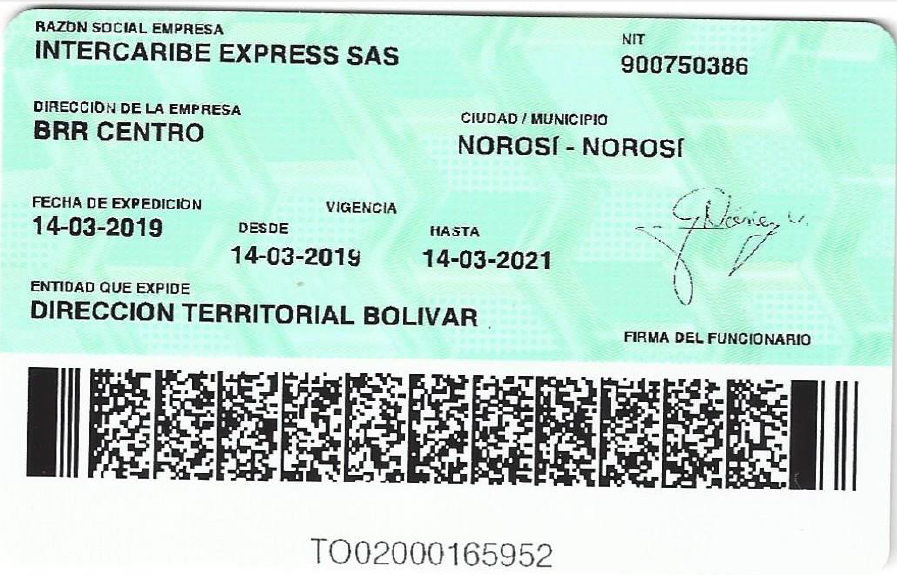 RAZON SOCIAL EMPRESA
INTERCARIBE EXPRESS SAS
NIT
900750386
DIRECCION DE LA EMPRESA
BRR CENTRO
CIUDAD / MUNICIPIO
NOROSÍ - NOROSÍ
FECHA DE EXPEDICION
14-03-2019
VIGENCIA
DESDE
14-03-2019
HASTA
14-03-2021
ENTIDAD QUE EXPIDE
DIRECCION TERRITORIAL BOLIVAR
FIRMA DEL FUNCIONARIO
TO02000165952